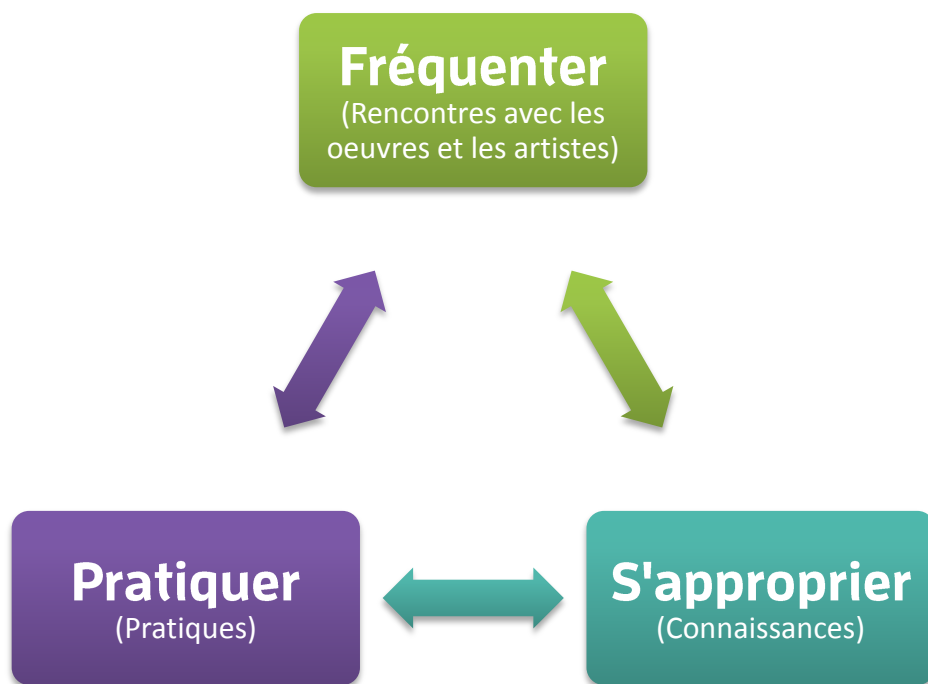 Fréquenter
(Rencontres avec les
oeuvres et les artistes)
Pratiquer
(Pratiques)
S'approprier
(Connaissances)